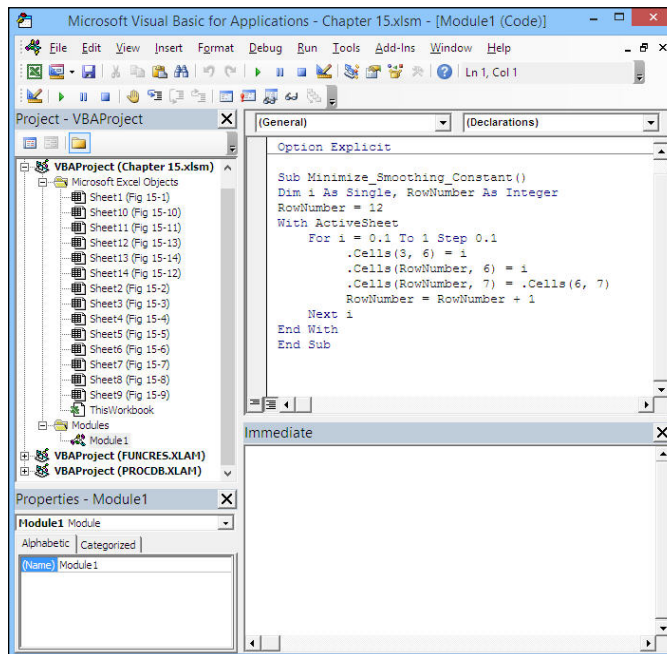 Microsoft Visual Basic for Applications - Chapter 15.xlsm - [Module1 (Code)]
File Edit View Insert Format Debug Run Tools Add-Ins Window Help
Ln 1, Col 1
Project - VBAProject
VBAProject (Chapter 15.xlsm)
Microsoft Excel Objects
Sheet1 (Fig 15-1)
Sheet10 (Fig 15-10)
Sheet11 (Fig 15-11)
Sheet12 (Fig 15-13)
Sheet13 (Fig 15-14)
Sheet14 (Fig 15-12)
Sheet2 (Fig 15-2)
Sheet3 (Fig 15-3)
Sheet4 (Fig 15-4)
Sheet5 (Fig 15-5)
Sheet6 (Fig 15-6)
Sheet7 (Fig 15-7)
Sheet8 (Fig 15-8)
Sheet9 (Fig 15-9)
ThisWorkbook
Modules
Module1
VBAProject (FUNCRES.XLAM)
VBAProject (PROCDB.XLAM)
Properties - Module1
Module1 Module
Alphabetic Categorized
(Name) Module1
(General) (Declarations)
Option Explicit
Sub Minimize_Smoothing_Constant()
Dim i As Single, RowNumber As Integer
RowNumber = 12
With ActiveSheet
For i = 0.1 To 1 Step 0.1
.Cells(3, 6) = i
.Cells(RowNumber, 6) = i
.Cells(RowNumber, 7) = .Cells(6, 7)
RowNumber = RowNumber + 1
Next i
End With
End Sub
Immediate